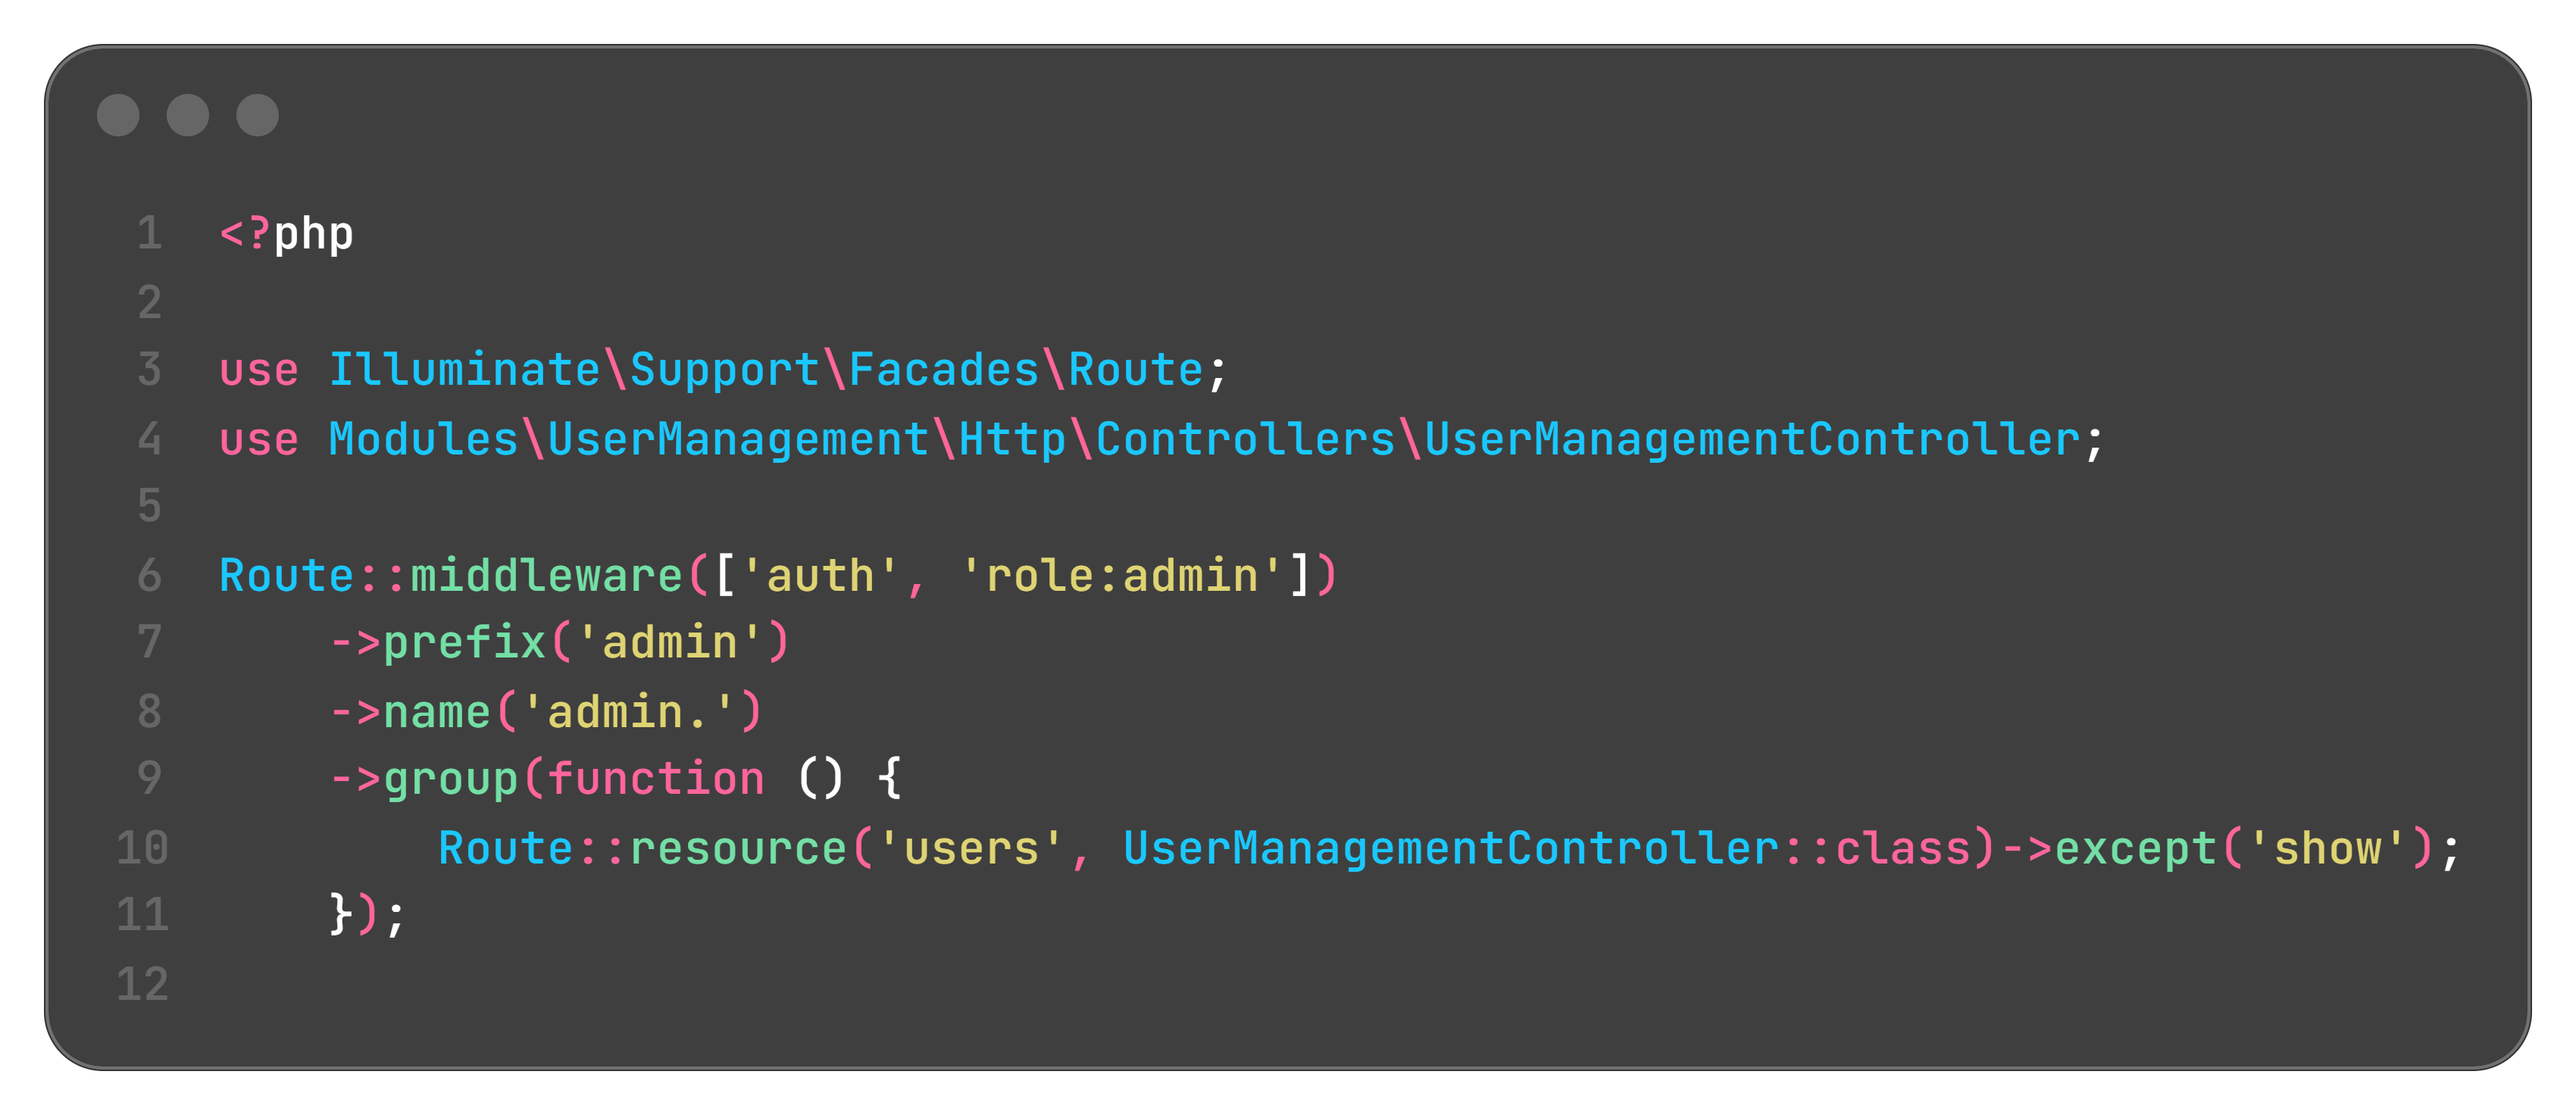 1 <?php
2
3 use Illuminate\Support\Facades\Route;
4 use Modules\UserManagement\Http\Controllers\UserManagementController;
5
6 Route::middleware(['auth', 'role:admin'])
7     ->prefix('admin')
8     ->name('admin.')
9     ->group(function () {
10         Route::resource('users', UserManagementController::class)->except('show');
11     });
12